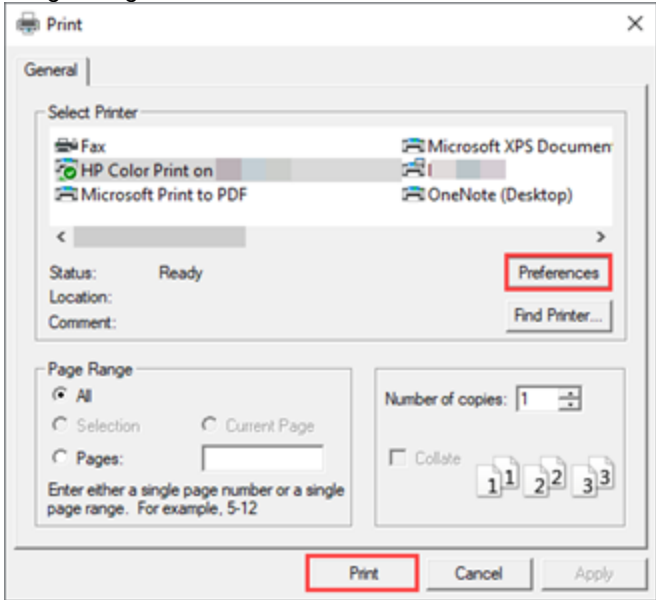 Print
General
Select Printer
Fax
Microsoft XPS Documen
HP Color Print on
Microsoft Print to PDF
OneNote (Desktop)
Status: Ready
Preferences
Location:
Comment:
Find Printer...
Page Range
All
Selection
Current Page
Pages:
Enter either a single page number or a single
page range. For example, 5-12
Number of copies: 1
Collate
1 1 2 2 3 3
Print
Cancel
Apply